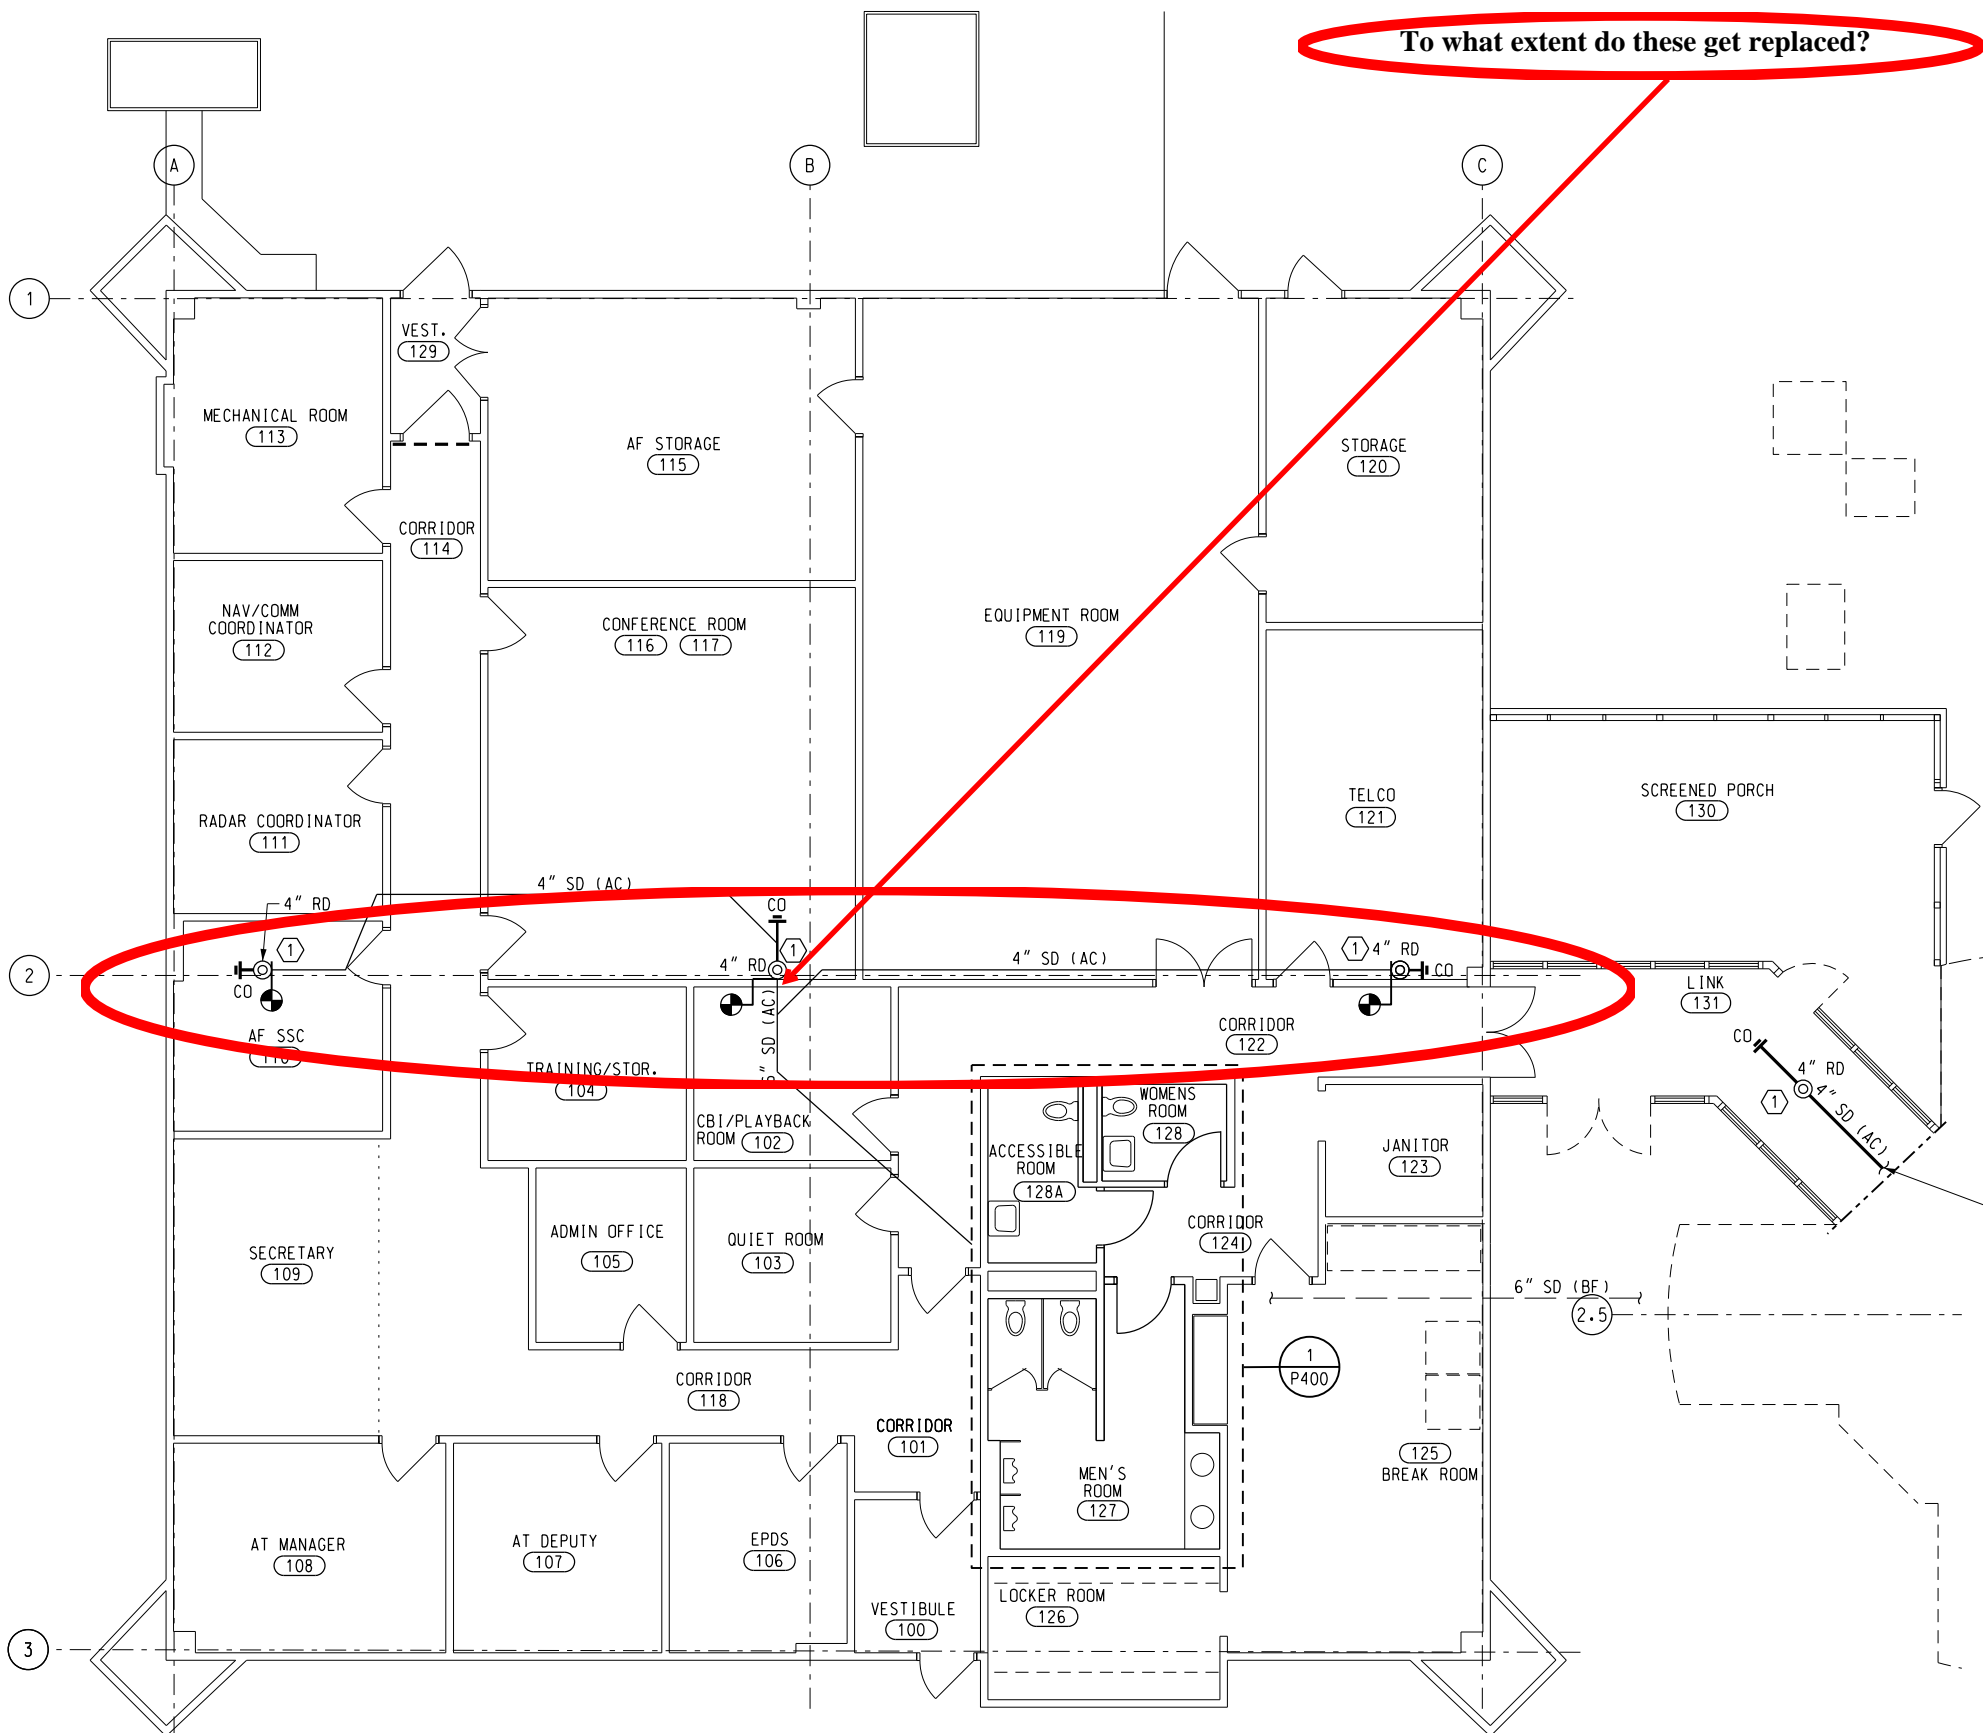 To what extent do these get replaced?
A
B
C
1
VEST.
129
MECHANICAL ROOM
113
AF STORAGE
115
STORAGE
120
CORRIDOR
114
NAV/COMM
COORDINATOR
112
CONFERENCE ROOM
116 117
EQUIPMENT ROOM
119
RADAR COORDINATOR
111
TELCO
121
SCREENED PORCH
130
4" SD (AC)
4" RD
CO
1
1
1
4" RD
2
4" RD
4" SD (AC)
CO
CO
LINK
131
6" SD (AC)
CORRIDOR
122
AF SSC
110
CO
4" RD
1
4" SD (AC)
TRAINING/STOR.
104
CBI/PLAYBACK
ROOM 102
WOMENS
ROOM
128
ACCESSIBLE
ROOM
128A
JANITOR
123
ADMIN OFFICE
105
QUIET ROOM
103
CORRIDOR
124
SECRETARY
109
6" SD (BF)
2.5
1
P400
CORRIDOR
118
CORRIDOR
101
125
BREAK ROOM
MEN'S
ROOM
127
AT MANAGER
108
AT DEPUTY
107
EPDS
106
LOCKER ROOM
126
VESTIBULE
100
3